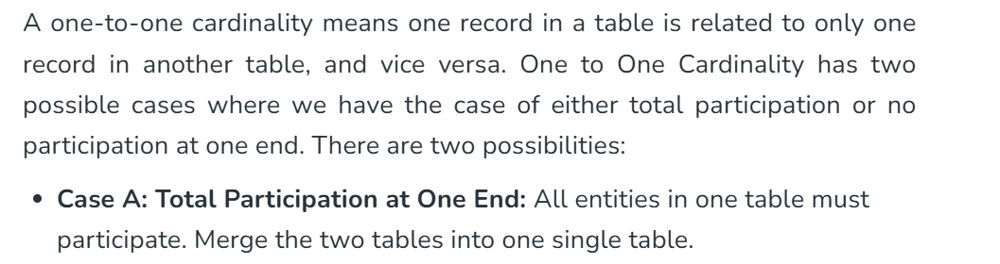 A one-to-one cardinality means one record in a table is related to only one
record in another table, and vice versa. One to One Cardinality has two
possible cases where we have the case of either total participation or no
participation at one end. There are two possibilities:
• Case A: Total Participation at One End: All entities in one table must
participate. Merge the two tables into one single table.